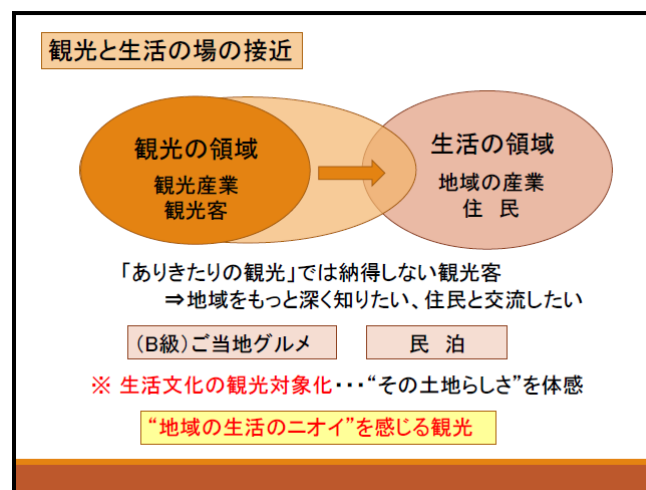 観光と生活の場の接近
観光の領域
観光産業
観光客
生活の領域
地域の産業
住 民
「ありきたりの観光」では納得しない観光客
⇒地域をもっと深く知りたい、住民と交流したい
(B級)ご当地グルメ
民 泊
※ 生活文化の観光対象化・・・“その土地らしさ”を体感
“地域の生活のニオイ”を感じる観光